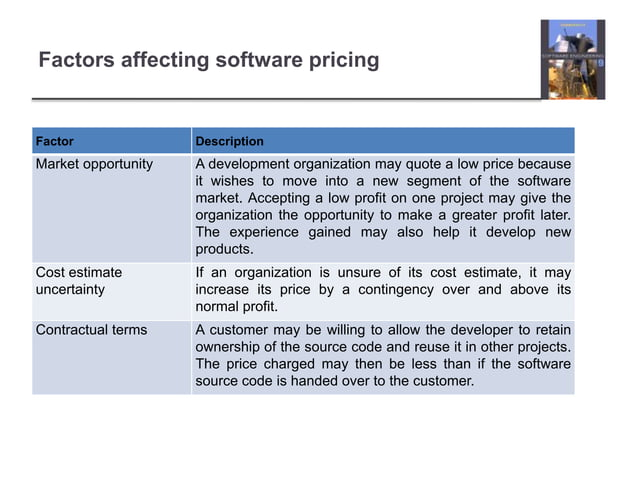 Factors affecting software pricing
SOFTWARE ENGINEERING
9
Factor
Description
Market opportunity
A development organization may quote a low price because
it wishes to move into a new segment of the software
market. Accepting a low profit on one project may give the
organization the opportunity to make a greater profit later.
The experience gained may also help it develop new
products.
Cost estimate
uncertainty
If an organization is unsure of its cost estimate, it may
increase its price by a contingency over and above its
normal profit.
Contractual terms
A customer may be willing to allow the developer to retain
ownership of the source code and reuse it in other projects.
The price charged may then be less than if the software
source code is handed over to the customer.